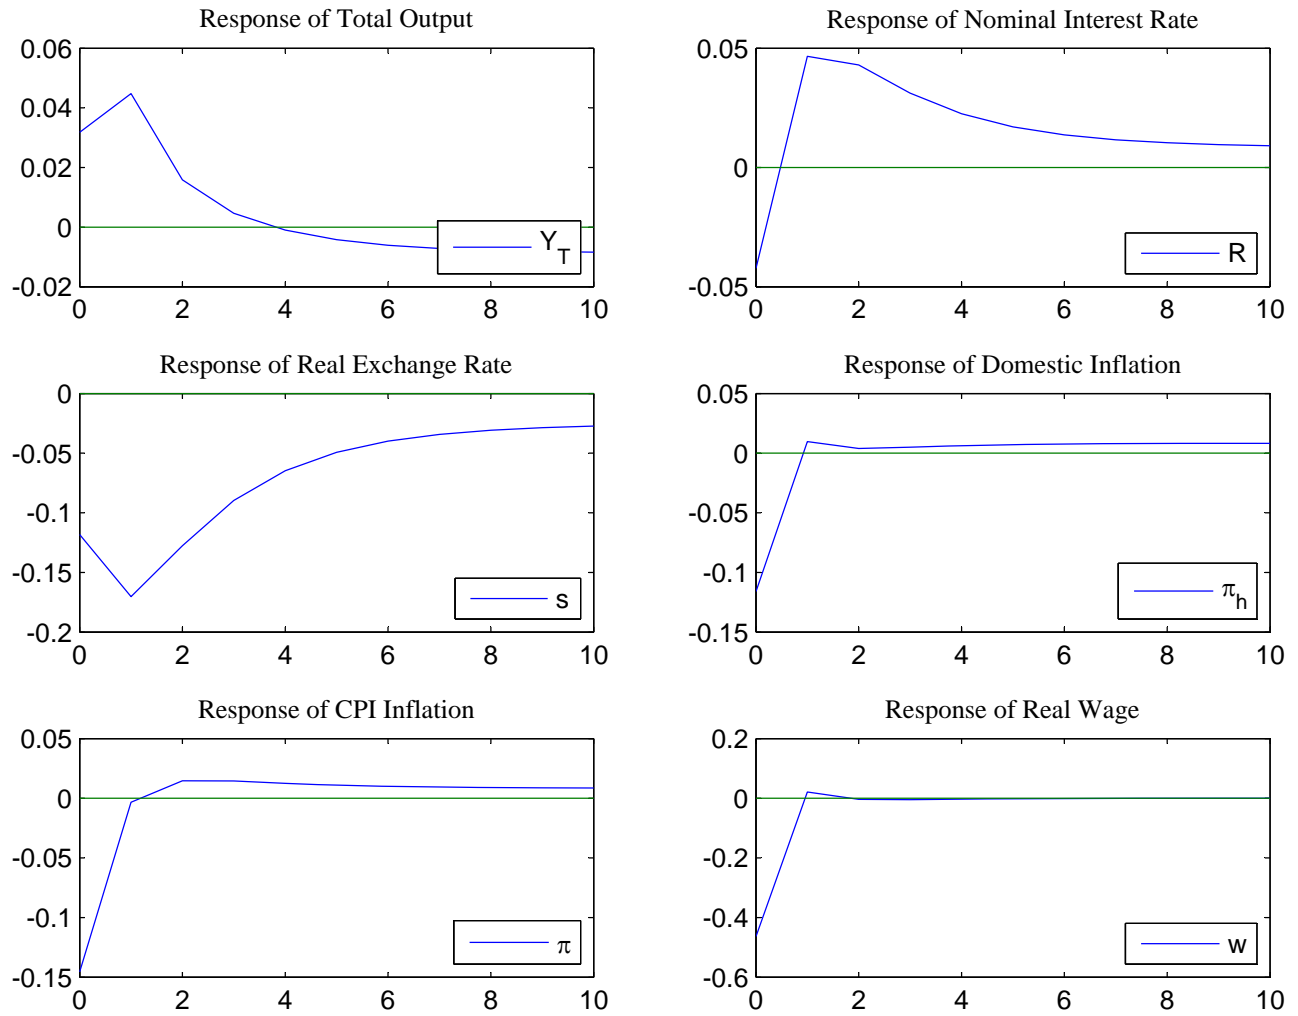 Response of Total Output
0.06
0.04
0.02
0
-0.02
0 2 4 6 8 10
Y_T
Response of Nominal Interest Rate
0.05
0
-0.05
0 2 4 6 8 10
R
Response of Real Exchange Rate
0
-0.05
-0.1
-0.15
-0.2
0 2 4 6 8 10
s
Response of Domestic Inflation
0.05
0
-0.05
-0.1
-0.15
0 2 4 6 8 10
π_h
Response of CPI Inflation
0.05
0
-0.05
-0.1
-0.15
0 2 4 6 8 10
π
Response of Real Wage
0.2
0
-0.2
-0.4
-0.6
0 2 4 6 8 10
w